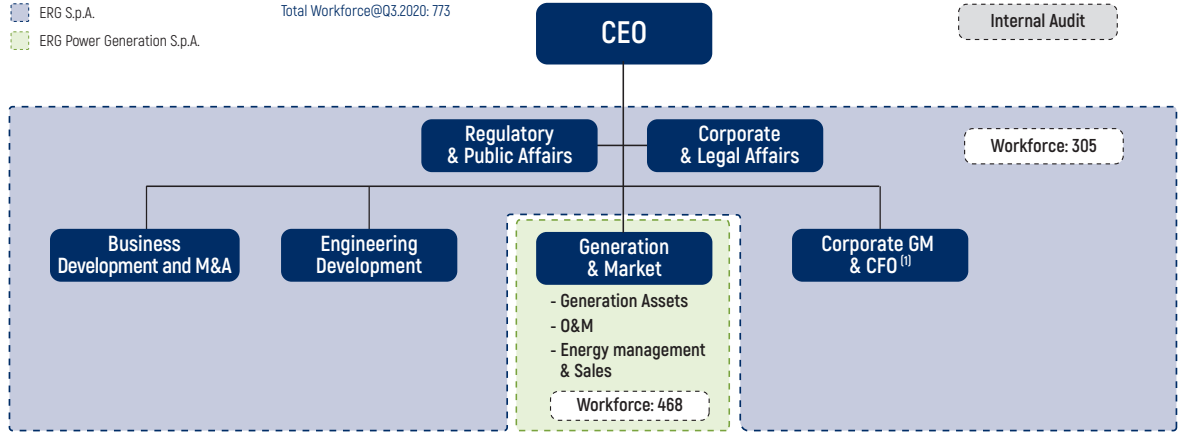 ERG S.p.A.
Total Workforce@Q3.2020: 773
ERG Power Generation S.p.A.
CEO
Internal Audit
Regulatory
& Public Affairs
Corporate
& Legal Affairs
Workforce: 305
Business
Development and M&A
Engineering
Development
Generation
& Market
Corporate GM
& CFO (1)
- Generation Assets
- O&M
- Energy management
& Sales
Workforce: 468